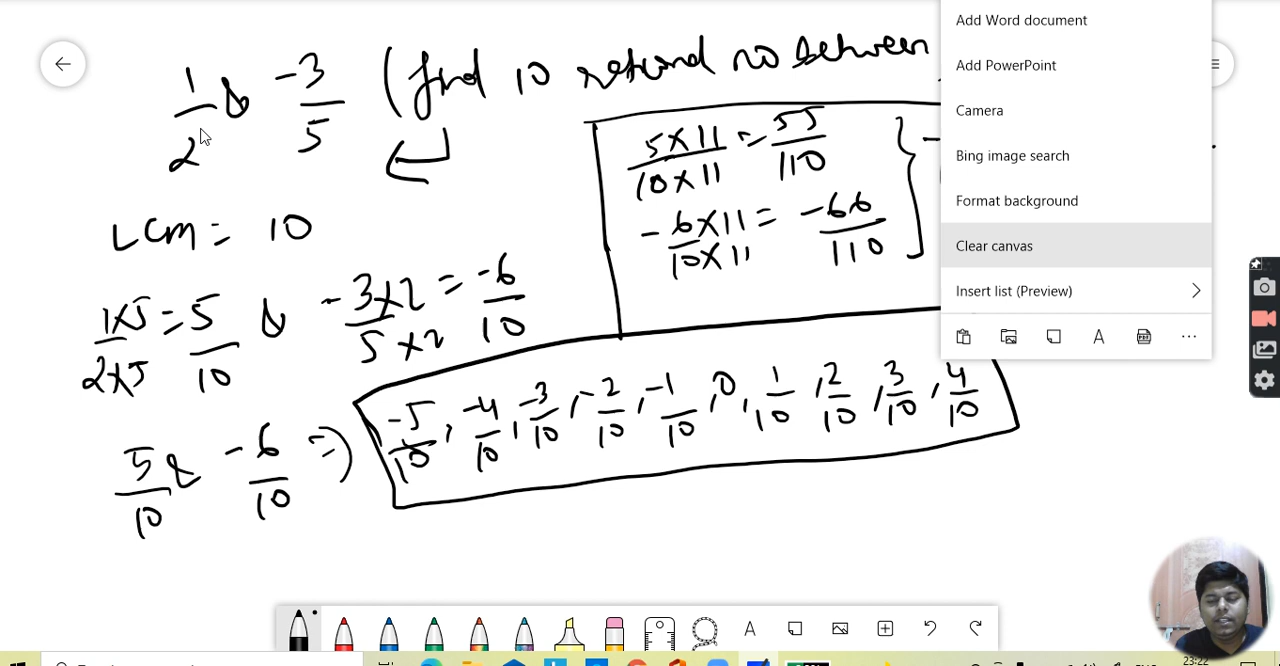 1/2 & -3/5 (find 10 between
LCM = 10
1×5/2×5 = 5/10 & -3×2/5×2 = -6/10
5/10 & -6/10 ⇒ -5/10, -4/10, -3/10, -2/10, -1/10, 0, 1/10, 2/10, 3/10, 4/10
5×11/10×11 = 55/110
-6×11/10×11 = -66/110
Add Word document
Add PowerPoint
Camera
Bing image search
Format background
Clear canvas
Insert list (Preview)
A
A
23:22